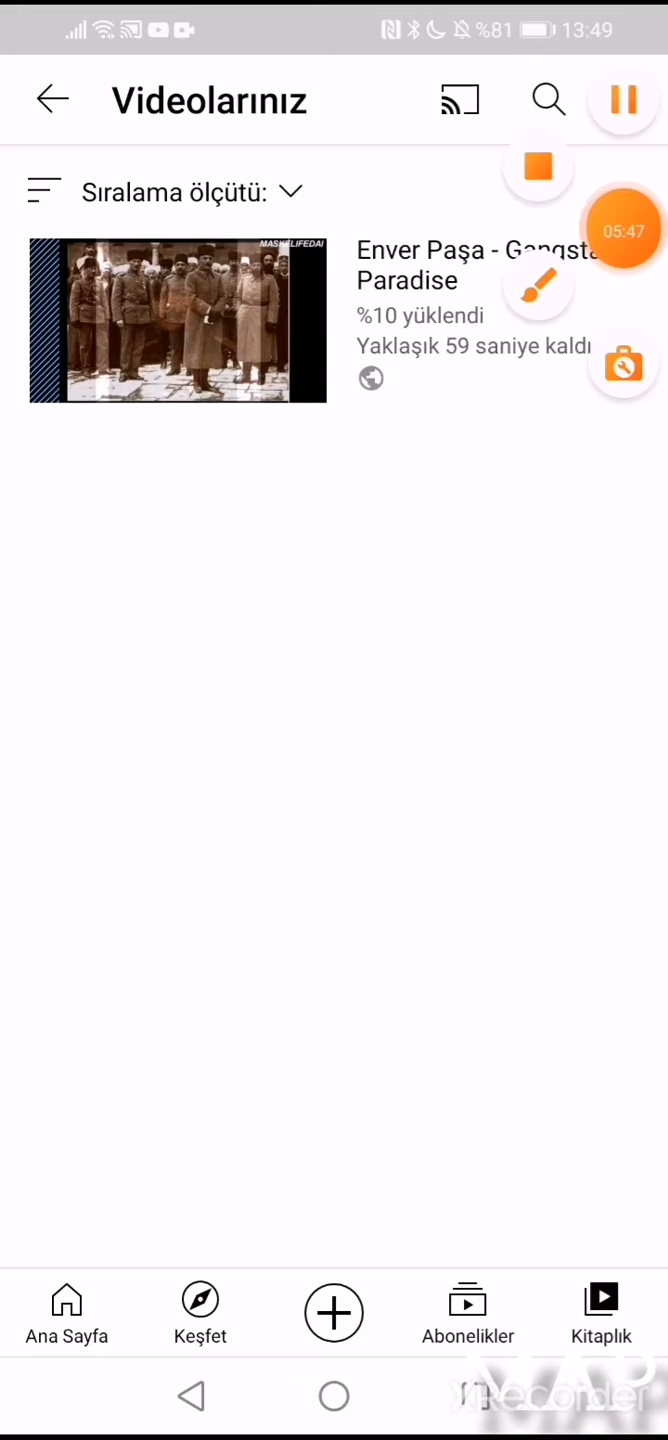 %81 13:49
Videolarınız
Sıralama ölçütü:
05:47
MASKELIFEDAI
Enver Paşa - Gangsta
Paradise
%10 yüklendi
Yaklaşık 59 saniye kaldı
Ana Sayfa
Keşfet
Abonelikler
Kitaplık
MAP
XRecorder